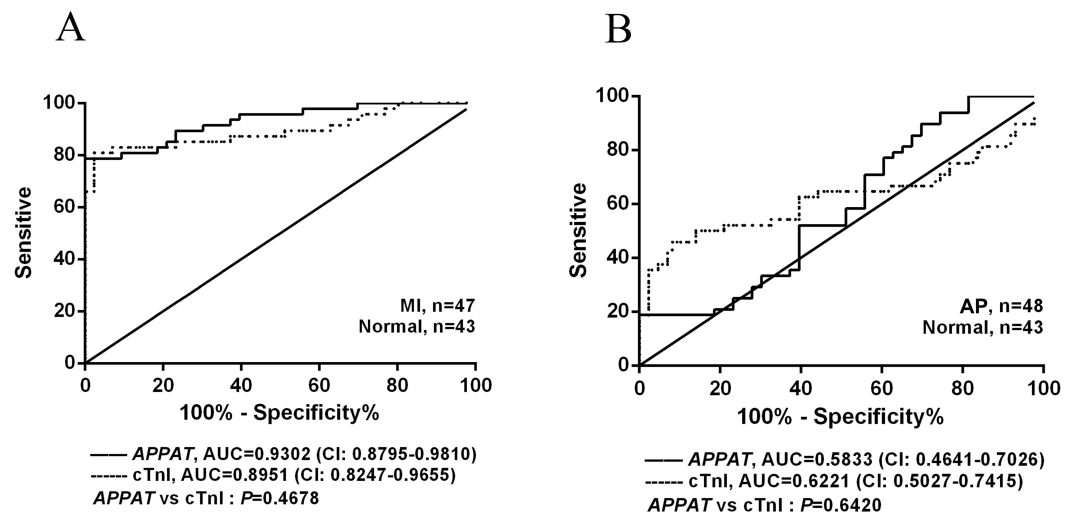 A
100
80
60
40
20
0
Sensitive
MI, n=47
Normal, n=43
0 20 40 60 80 100
100% - Specificity%
APPAT, AUC=0.9302 (CI: 0.8795-0.9810)
cTnI, AUC=0.8951 (CI: 0.8247-0.9655)
APPAT vs cTnI : P=0.4678
B
100
80
60
40
20
0
Sensitive
AP, n=48
Normal, n=43
0 20 40 60 80 100
100% - Specificity%
APPAT, AUC=0.5833 (CI: 0.4641-0.7026)
cTnI, AUC=0.6221 (CI: 0.5027-0.7415)
APPAT vs cTnI : P=0.6420